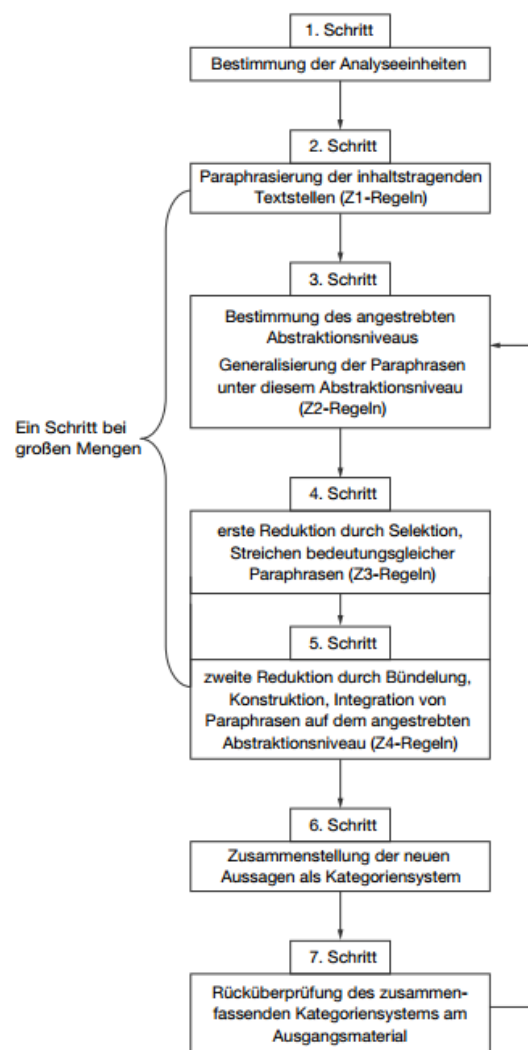 1. Schritt
Bestimmung der Analyseeinheiten
2. Schritt
Paraphrasierung der inhaltstragenden
Textstellen (Z1-Regeln)
3. Schritt
Bestimmung des angestrebten
Abstraktionsniveaus
Generalisierung der Paraphrasen
unter diesem Abstraktionsniveau
(Z2-Regeln)
Ein Schritt bei
großen Mengen
4. Schritt
erste Reduktion durch Selektion,
Streichen bedeutungsgleicher
Paraphrasen (Z3-Regeln)
5. Schritt
zweite Reduktion durch Bündelung,
Konstruktion, Integration von
Paraphrasen auf dem angestrebten
Abstraktionsniveau (Z4-Regeln)
6. Schritt
Zusammenstellung der neuen
Aussagen als Kategoriensystem
7. Schritt
Rücküberprüfung des zusammen-
fassenden Kategoriensystems am
Ausgangsmaterial